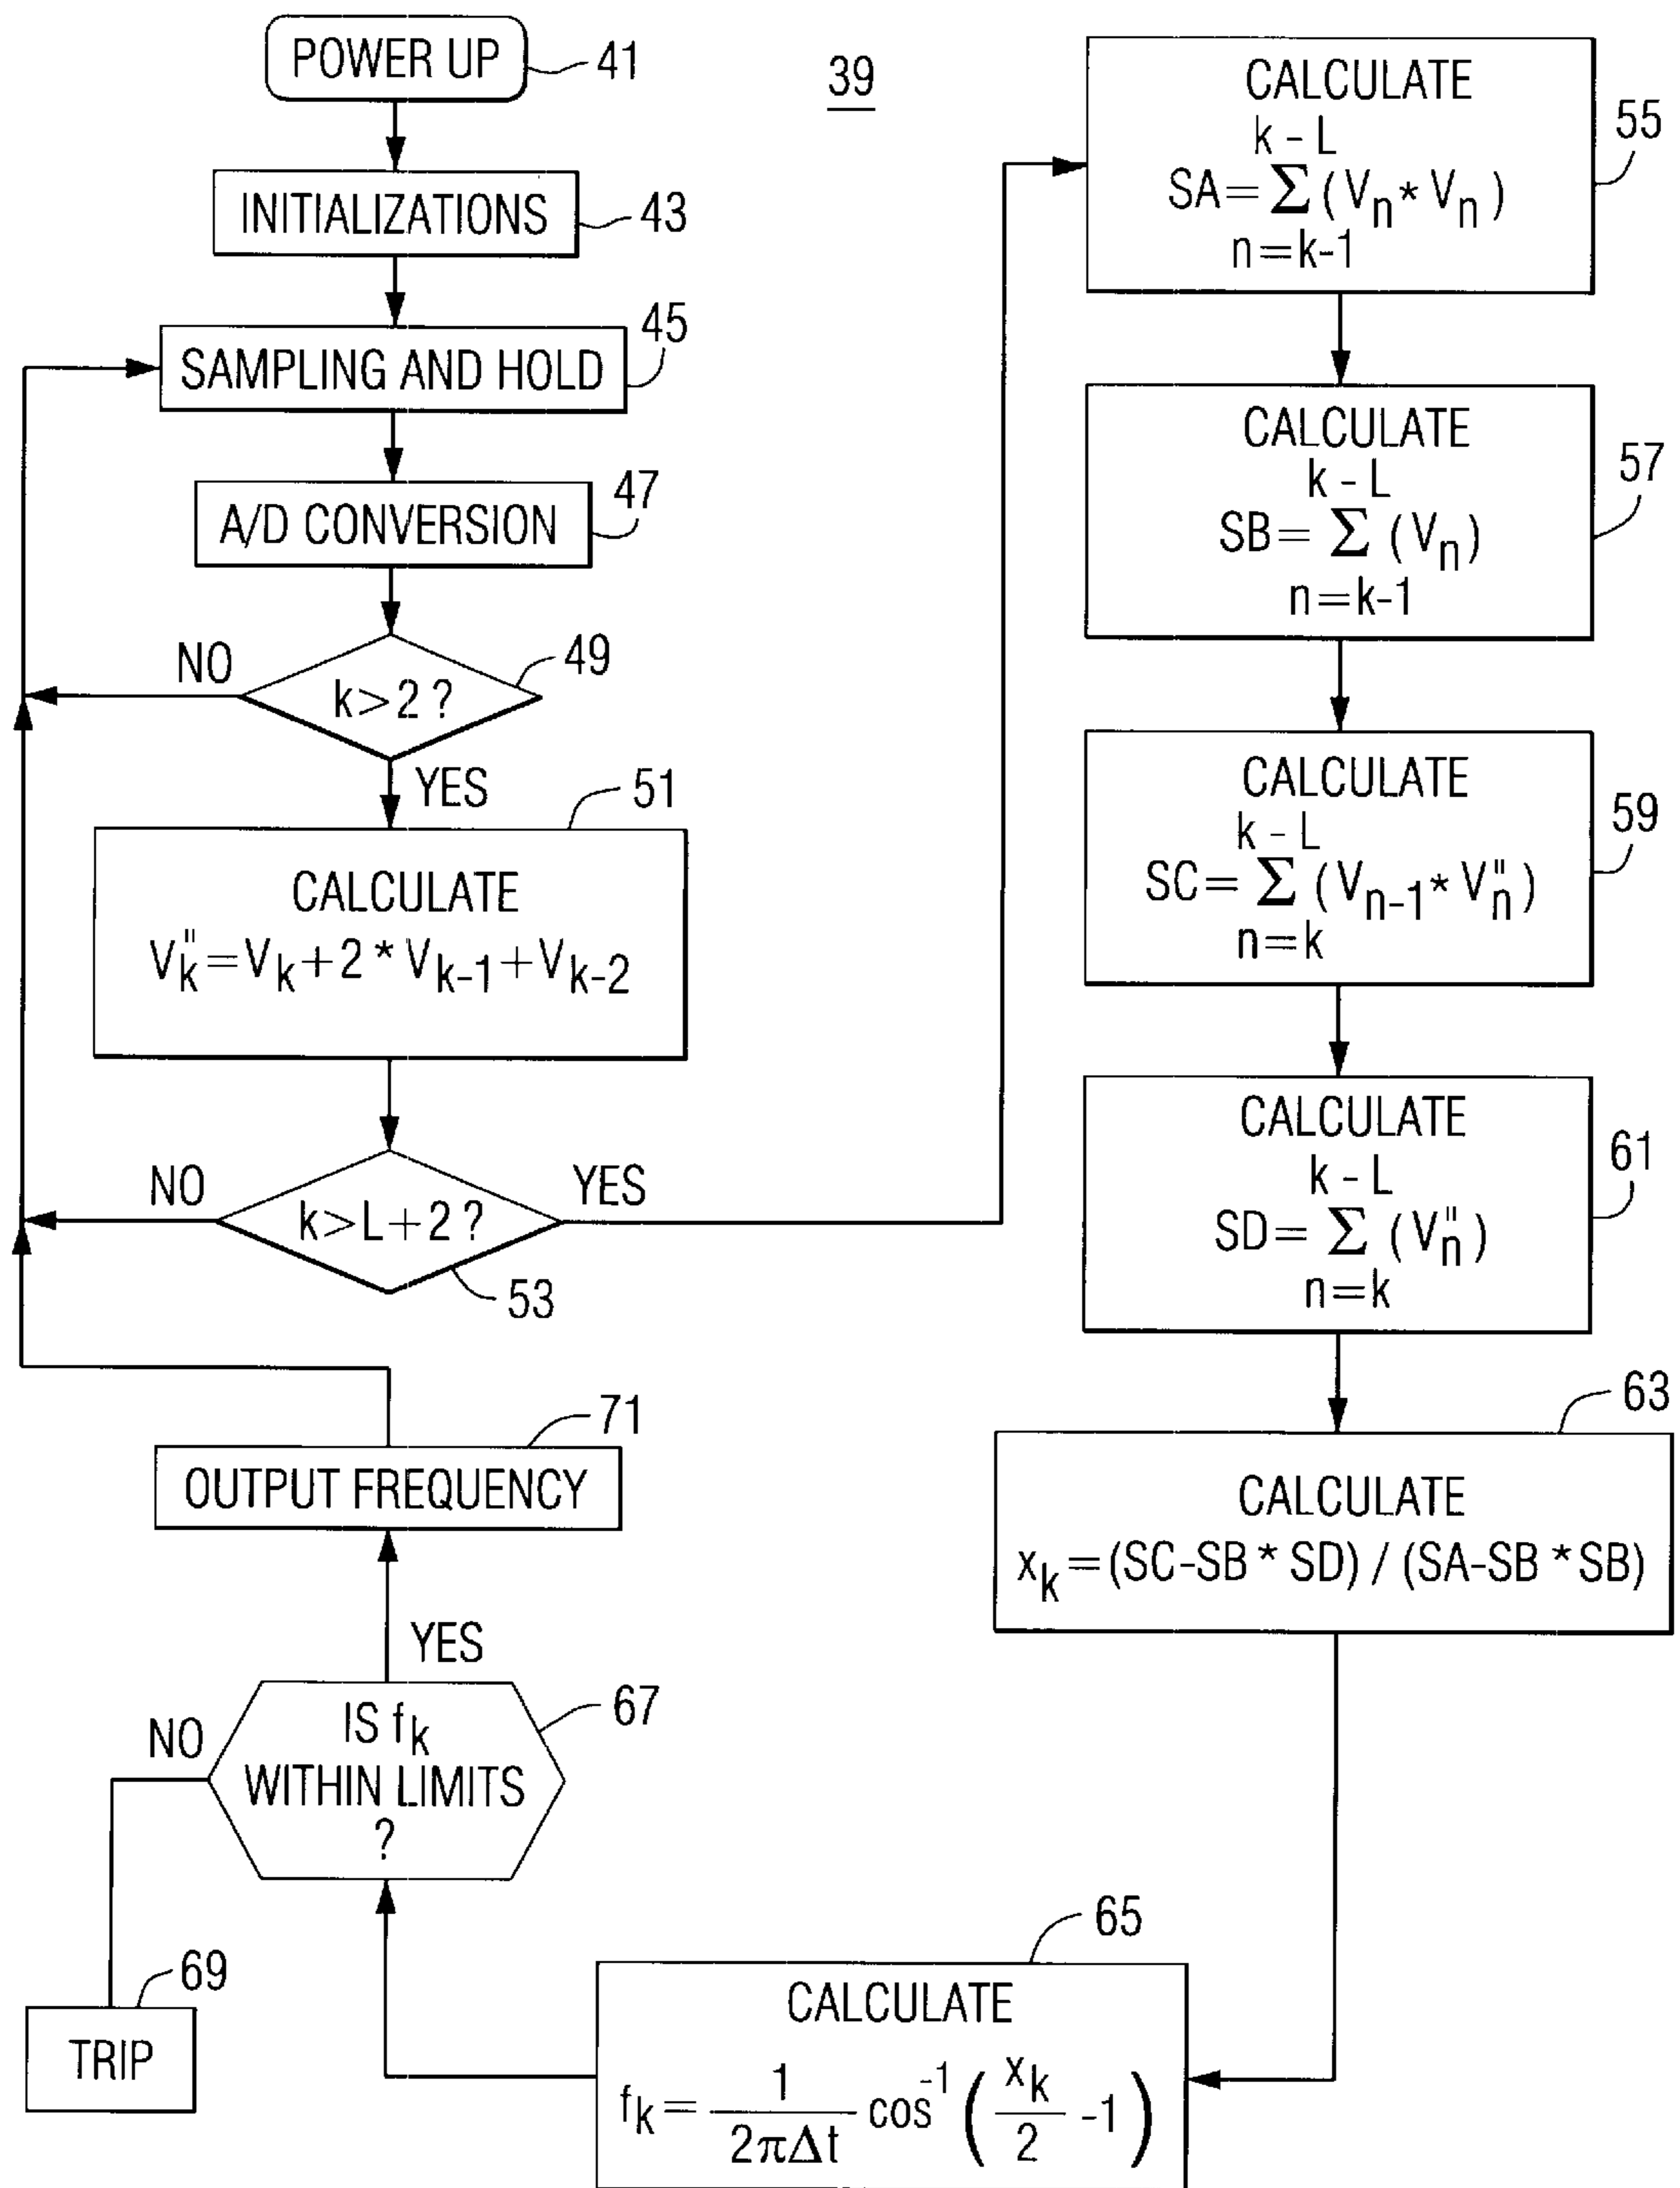 POWER UP
41
39
INITIALIZATIONS
43
SAMPLING AND HOLD
45
A/D CONVERSION
47
k>2 ?
49
NO
YES
CALCULATE
V"k=Vk+2 * Vk-1+Vk-2
51
k>L+2 ?
53
NO
YES
CALCULATE
k - L
SA=Σ(Vn* Vn )
n=k-1
55
CALCULATE
k - L
SB= Σ (Vn)
n=k-1
57
CALCULATE
k - L
SC=Σ (Vn-1* V"n)
n=k
59
CALCULATE
k - L
SD= Σ (V"n)
n=k
61
63
CALCULATE
xk=(SC-SB * SD) / (SA-SB * SB)
65
CALCULATE
fk= 1/2πΔt cos-1 (xk/2 -1)
IS fk
WITHIN LIMITS
?
67
NO
YES
69
TRIP
71
OUTPUT FREQUENCY